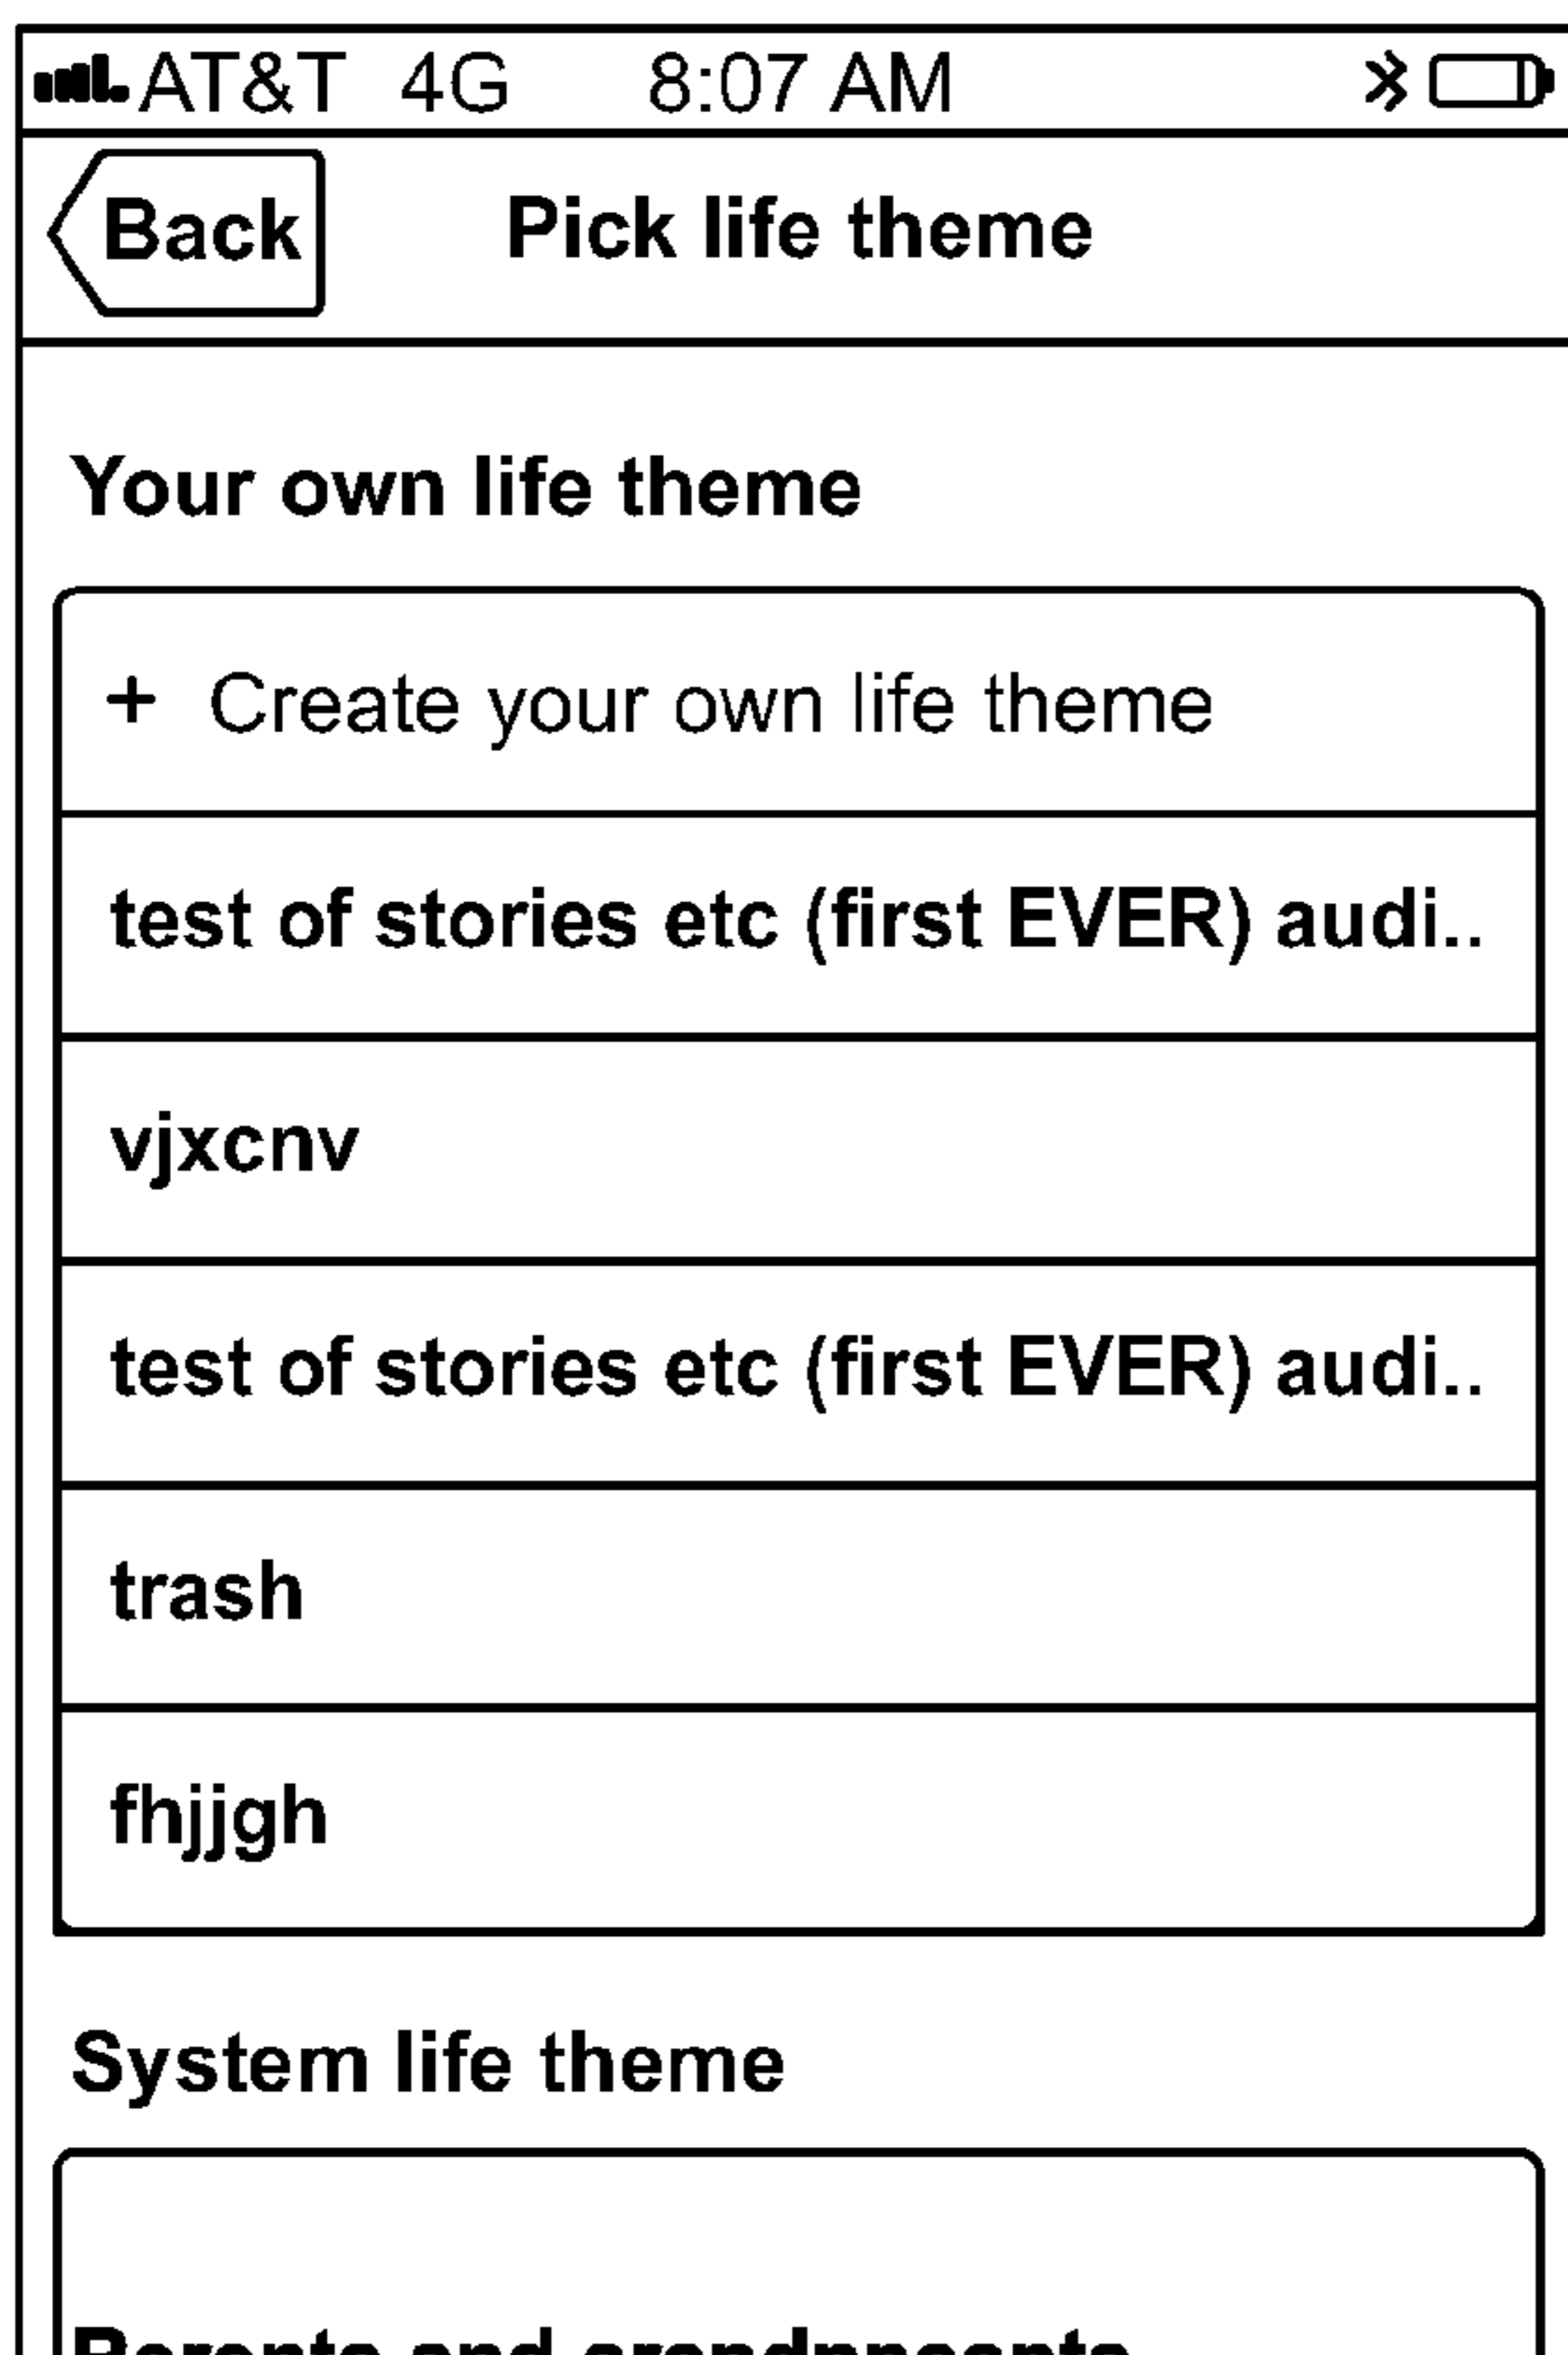 AT&T 4G 8:07 AM
Back Pick life theme
Your own life theme
+ Create your own life theme
test of stories etc (first EVER) audi..
vjxcnv
test of stories etc (first EVER) audi..
trash
fhjjgh
System life theme
Parents and